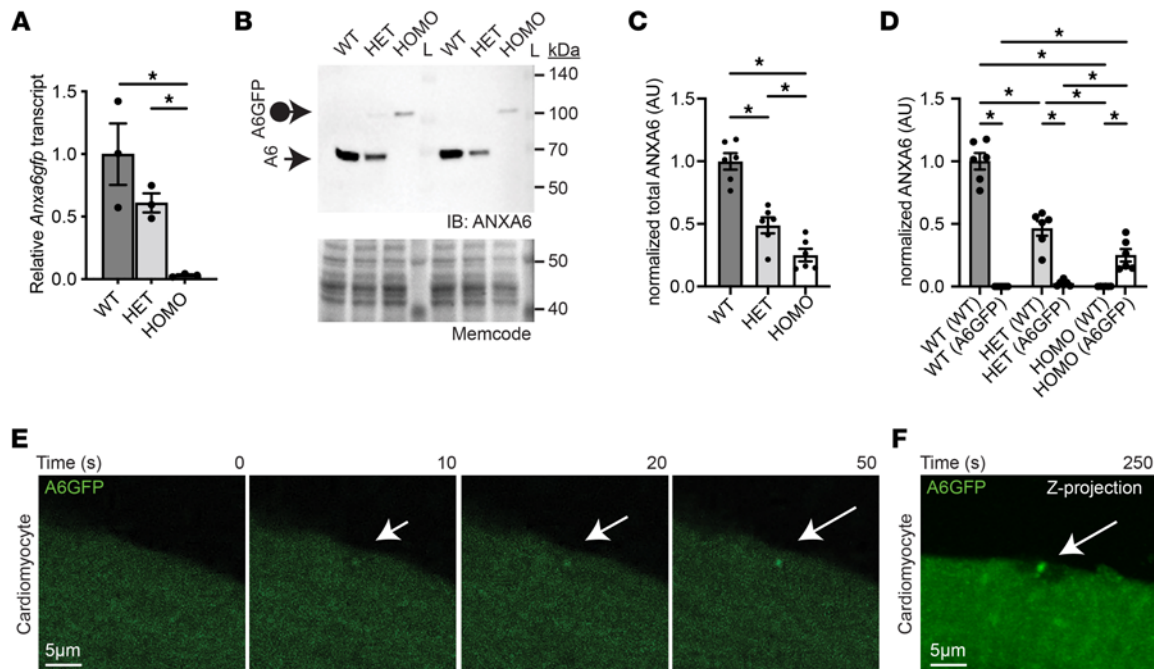 A
Relative Anxa6gfp transcript
1.5
1.0
0.5
0.0
*
*
WT
HET
HOMO
B
WT
HET
HOMO
L
WT
HET
HOMO
L
kDa
A6GFP
A6
140
100
70
50
IB: ANXA6
50
40
Memcode
C
normalized total ANXA6 (AU)
1.5
1.0
0.5
0
*
*
*
WT
HET
HOMO
D
normalized ANXA6 (AU)
1.5
1.0
0.5
0
*
*
*
*
*
*
*
*
*
WT (WT)
WT (A6GFP)
HET (WT)
HET (A6GFP)
HOMO (WT)
HOMO (A6GFP)
E
Time (s) 0 10 20 50
Cardiomyocyte
A6GFP
5µm
F
Time (s) 250
Cardiomyocyte
A6GFP Z-projection
5µm